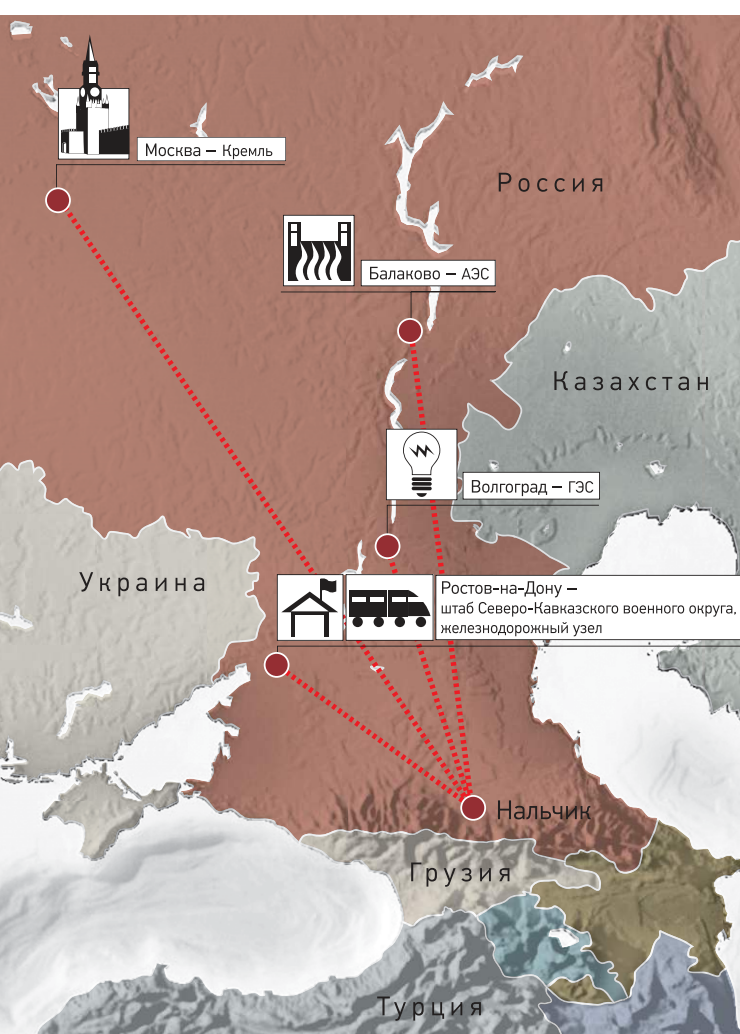 Москва – Кремль
Россия
Балаково – АЭС
Казахстан
Волгоград – ГЭС
Украина
Ростов-на-Дону –
штаб Северо-Кавказского военного округа,
железнодорожный узел
Нальчик
Грузия
Турция